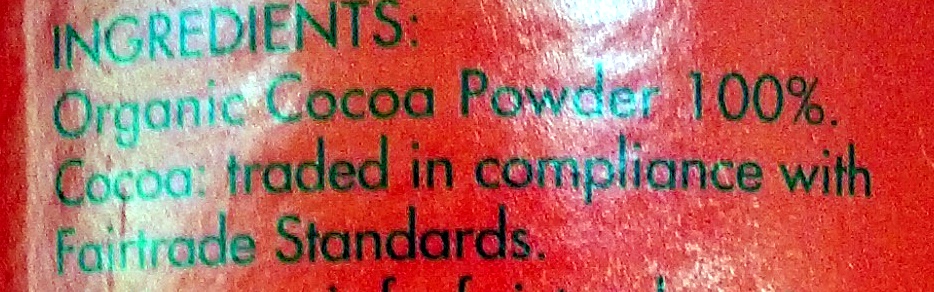 INGREDIENTS:
Organic Cocoa Powder 100%.
Cocoa: traded in compliance with
Fairtrade Standards.